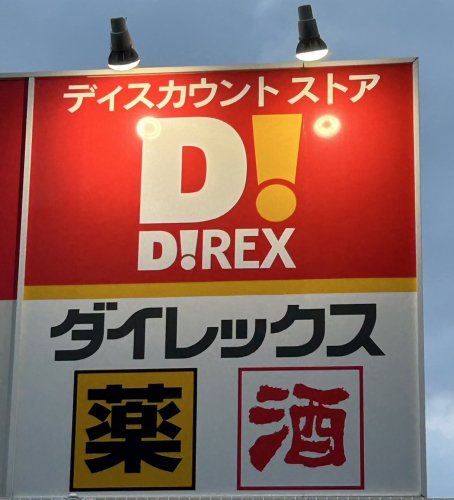 ディスカウント ストア
D!
D!REX
ダイレックス
薬 酒